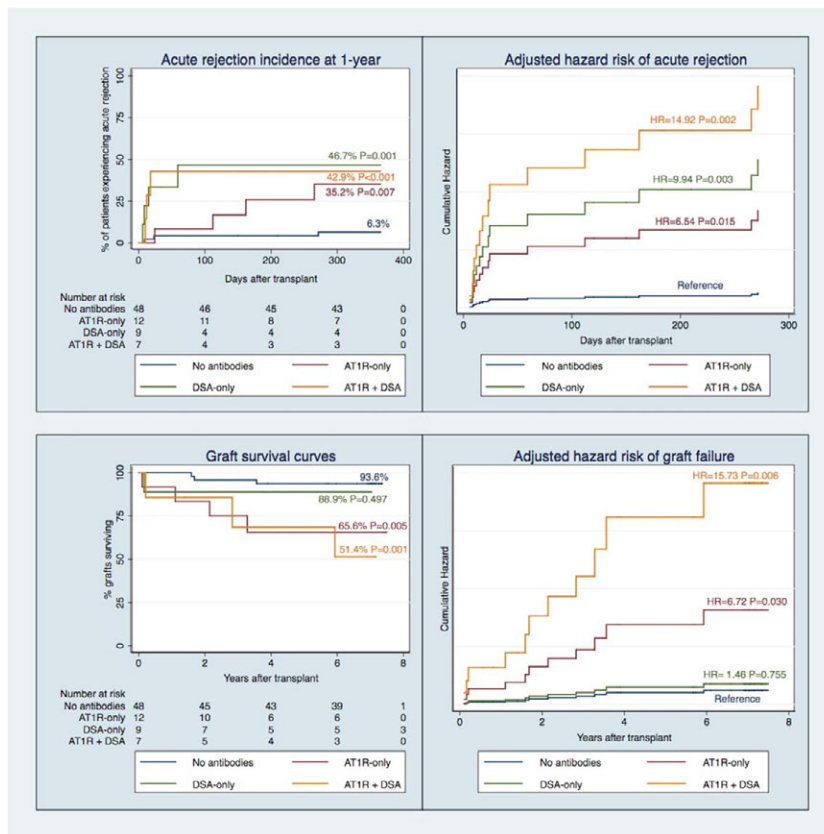 Acute rejection incidence at 1-year
% of patients experiencing acute rejection
100
75
50
25
0
46.7% P=0.001
42.9% P<0.001
35.2% P=0.007
6.3%
0 100 200 300 400
Days after transplant
Number at risk
No antibodies 48 46 45 43 0
AT1R-only 12 11 8 7 0
DSA-only 9 4 4 4 0
AT1R + DSA 7 4 3 3 0
No antibodies AT1R-only
DSA-only AT1R + DSA
Adjusted hazard risk of acute rejection
Cumulative Hazard
HR=14.92 P=0.002
HR=9.94 P=0.003
HR=6.54 P=0.015
Reference
0 100 200 300
Days after transplant
No antibodies AT1R-only
DSA-only AT1R + DSA
Graft survival curves
% grafts surviving
100
75
50
25
0
93.6%
88.9% P=0.497
65.6% P=0.005
51.4% P=0.001
0 2 4 6 8
Years after transplant
Number at risk
No antibodies 48 45 43 39 1
AT1R-only 12 10 6 6 0
DSA-only 9 7 5 5 3
AT1R + DSA 7 5 4 3 0
No antibodies AT1R-only
DSA-only AT1R + DSA
Adjusted hazard risk of graft failure
Cumulative Hazard
HR=15.73 P=0.006
HR=6.72 P=0.030
HR= 1.46 P=0.755
Reference
0 2 4 6 8
Years after transplant
No antibodies AT1R-only
DSA-only AT1R + DSA